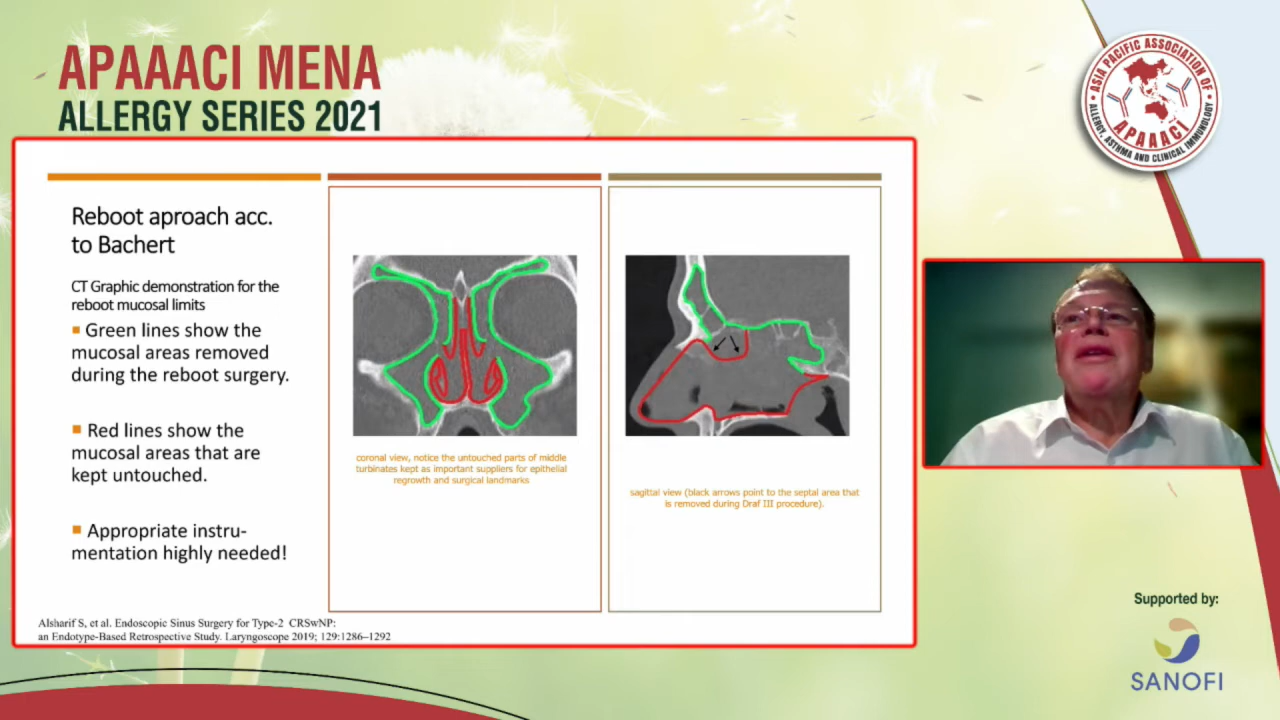 APAAACI MENA
ALLERGY SERIES 2021
ASIA PACIFIC ASSOCIATION OF
ALLERGY, ASTHMA AND CLINICAL IMMUNOLOGY
APAAACI
Reboot aproach acc.
to Bachert
CT Graphic demonstration for the
reboot mucosal limits
Green lines show the
mucosal areas removed
during the reboot surgery.
Red lines show the
mucosal areas that are
kept untouched.
Appropriate instru-
mentation highly needed!
coronal view, notice the untouched parts of middle
turbinates kept as important suppliers for epithelial
regrowth and surgical landmarks
sagittal view (black arrows point to the septal area that
is removed during Draf III procedure).
Alsharif S, et al. Endoscopic Sinus Surgery for Type-2 CRSwNP:
an Endotype-Based Retrospective Study. Laryngoscope 2019; 129:1286–1292
Supported by:
SANOFI